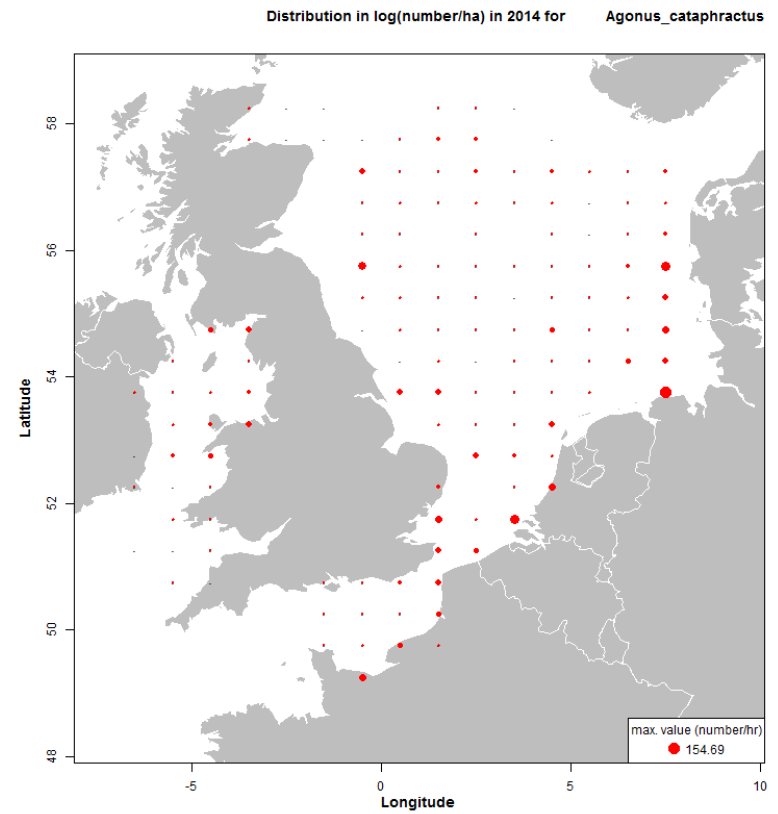 Distribution in log(number/ha) in 2014 for Agonus_cataphractus
58
56
54
52
50
48
Latitude
max. value (number/hr)
154.69
-5 0 5 10
Longitude